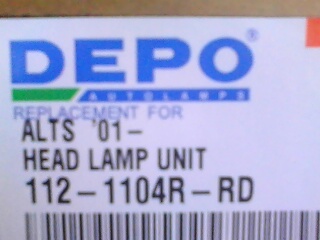 DEPO®
AUTOLAMPS
REPLACEMENT FOR
ALTS '01-
HEAD LAMP UNIT
112-1104R-RD